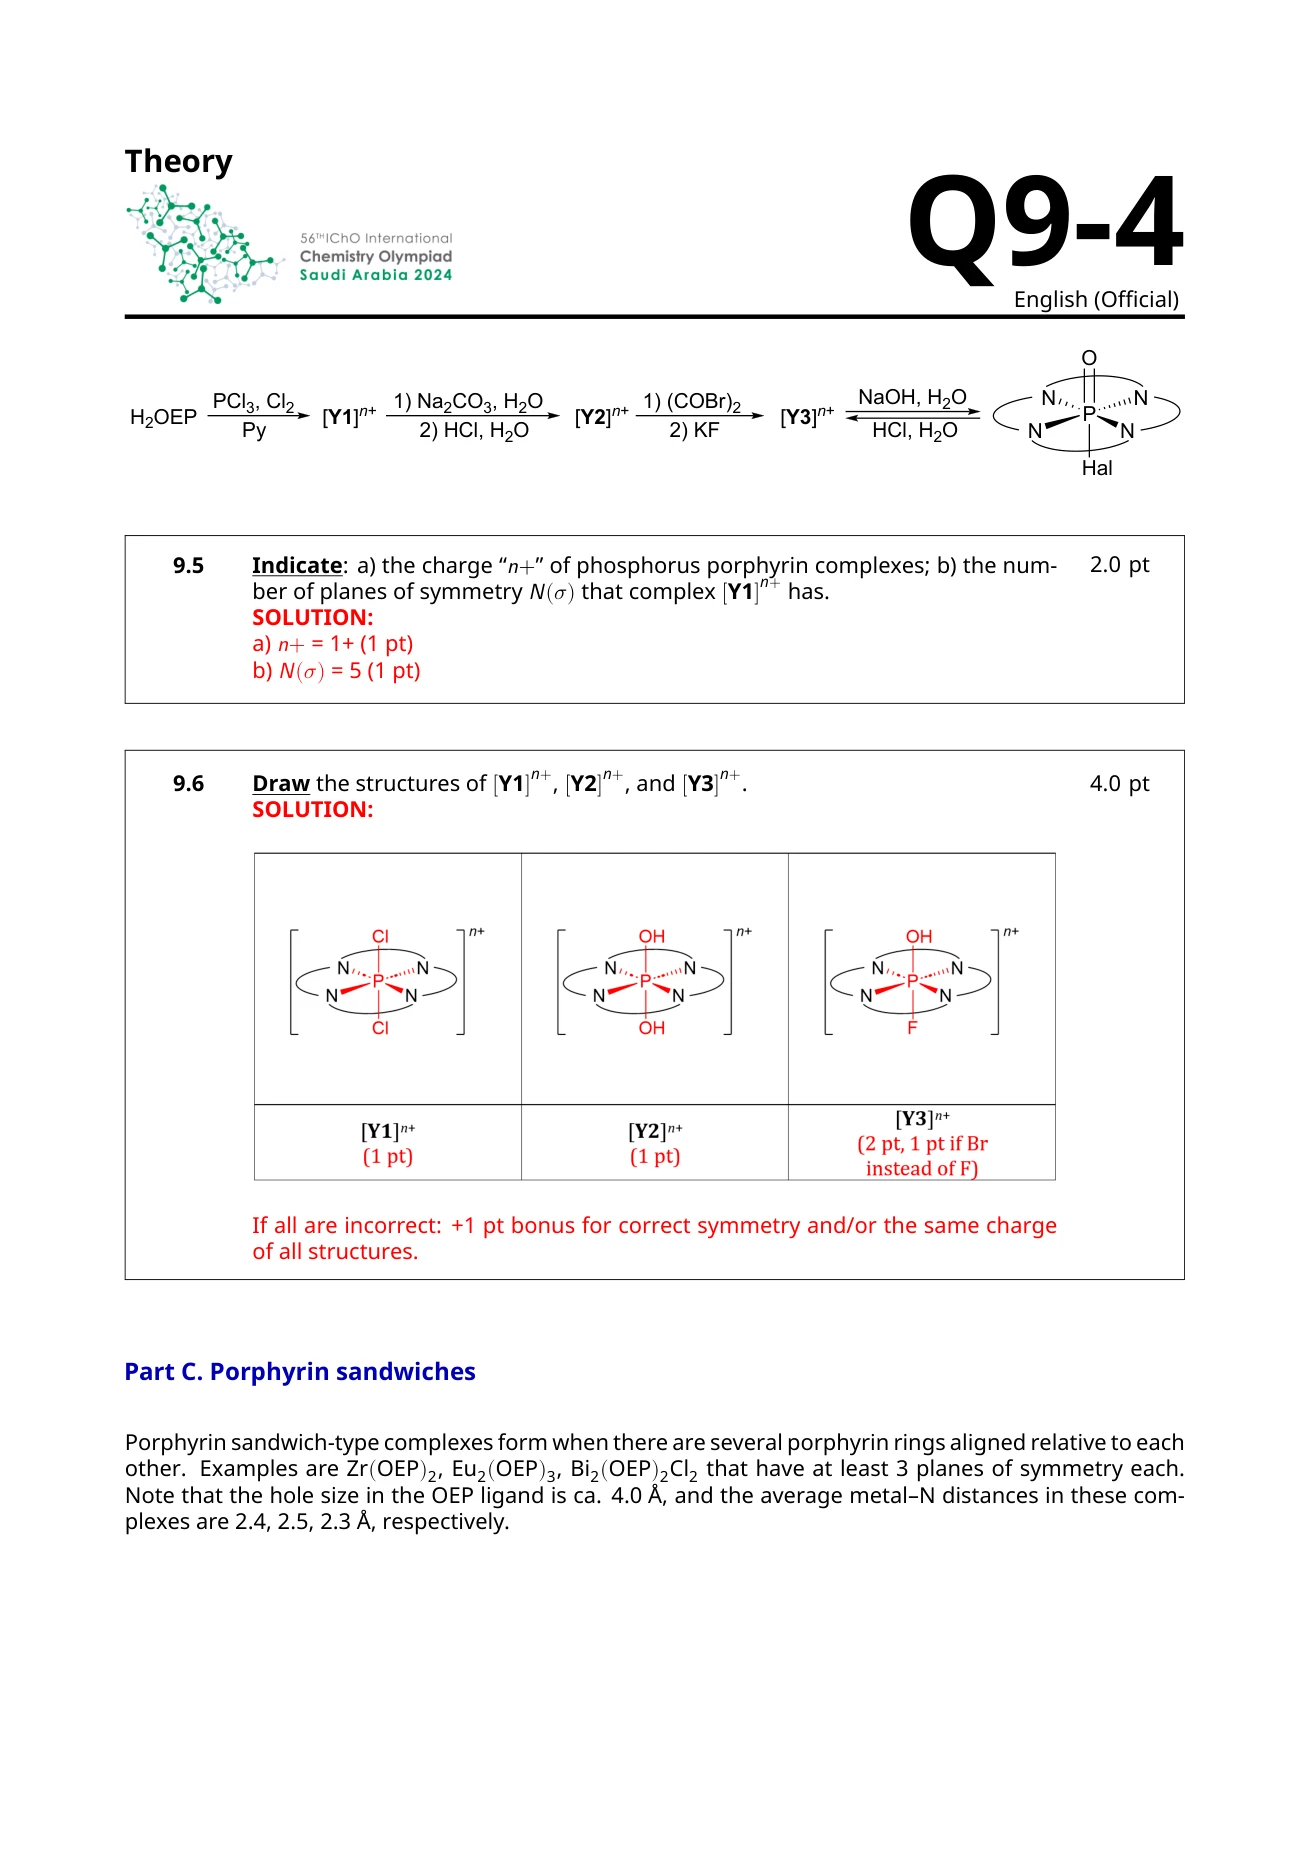 Theory
56ᵀᴴIChO International
Chemistry Olympiad
Saudi Arabia 2024
Q9-4
English (Official)
H₂OEP PCl₃, Cl₂ Py [Y1]ⁿ⁺ 1) Na₂CO₃, H₂O 2) HCl, H₂O [Y2]ⁿ⁺ 1) (COBr)₂ 2) KF [Y3]ⁿ⁺ NaOH, H₂O HCl, H₂O
O
N N
P
N N
Hal
9.5 Indicate: a) the charge “n+” of phosphorus porphyrin complexes; b) the num- 2.0 pt
ber of planes of symmetry N(σ) that complex [Y1]ⁿ⁺ has.
SOLUTION:
a) n+ = 1+ (1 pt)
b) N(σ) = 5 (1 pt)
9.6 Draw the structures of [Y1]ⁿ⁺, [Y2]ⁿ⁺, and [Y3]ⁿ⁺. 4.0 pt
SOLUTION:
Cl n+ OH n+ OH n+
N N N N N N
P P P
N N N N N N
Cl OH F
[Y1]ⁿ⁺
(1 pt)
[Y2]ⁿ⁺
(1 pt)
[Y3]ⁿ⁺
(2 pt, 1 pt if Br
instead of F)
If all are incorrect: +1 pt bonus for correct symmetry and/or the same charge
of all structures.
Part C. Porphyrin sandwiches
Porphyrin sandwich-type complexes form when there are several porphyrin rings aligned relative to each
other. Examples are Zr(OEP)₂, Eu₂(OEP)₃, Bi₂(OEP)₂Cl₂ that have at least 3 planes of symmetry each.
Note that the hole size in the OEP ligand is ca. 4.0 Å, and the average metal–N distances in these com-
plexes are 2.4, 2.5, 2.3 Å, respectively.